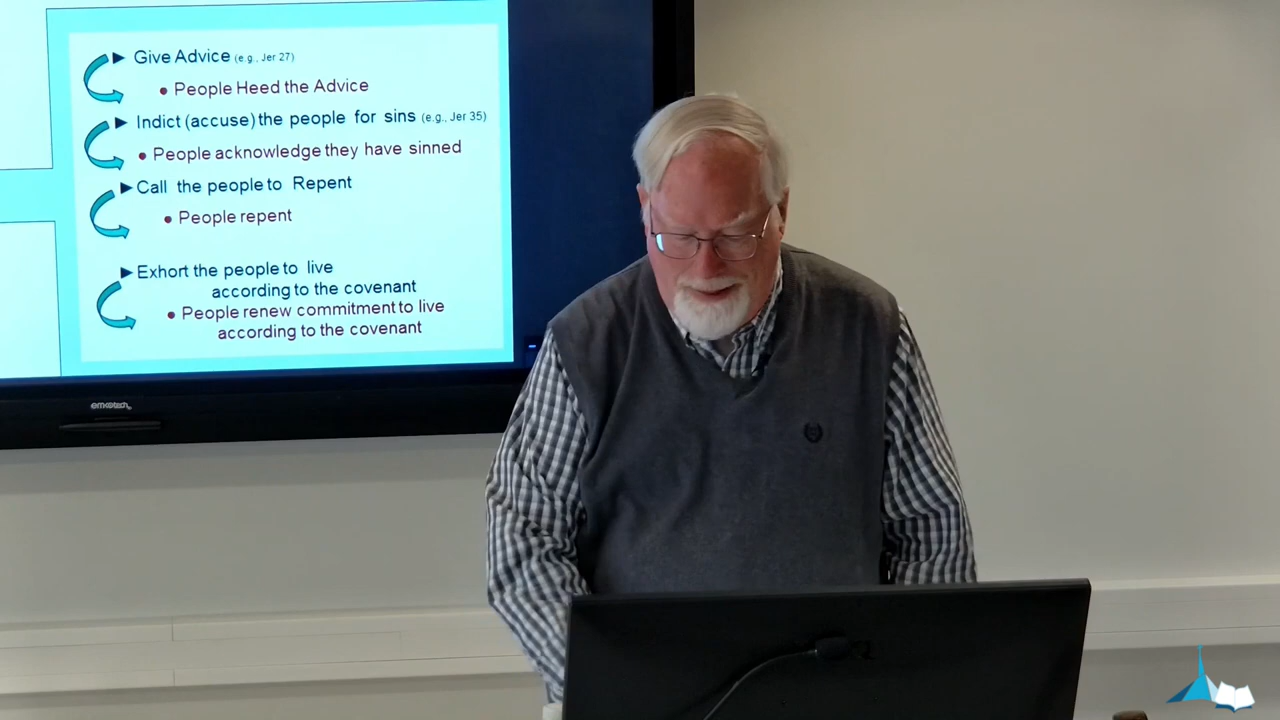 ► Give Advice (e.g., Jer 27)
● People Heed the Advice
► Indict (accuse) the people for sins (e.g., Jer 35)
● People acknowledge they have sinned
► Call the people to Repent
● People repent
► Exhort the people to live
according to the covenant
● People renew commitment to live
according to the covenant
emkotech